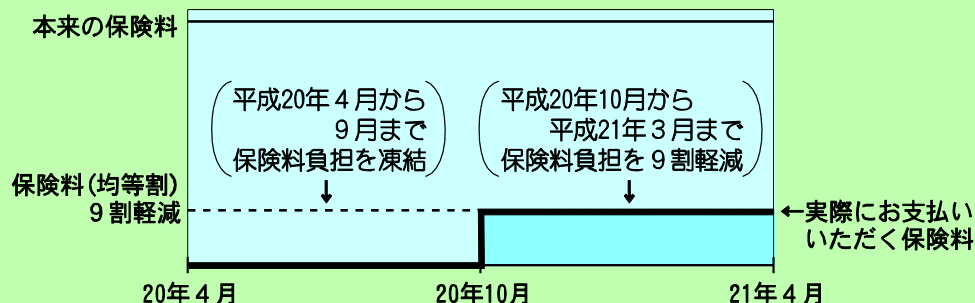 本来の保険料
平成20年４月から
９月まで
保険料負担を凍結
平成20年10月から
平成21年３月まで
保険料負担を９割軽減
保険料(均等割)
９割軽減
←実際にお支払い
いただく保険料
20年４月
20年10月
21年４月